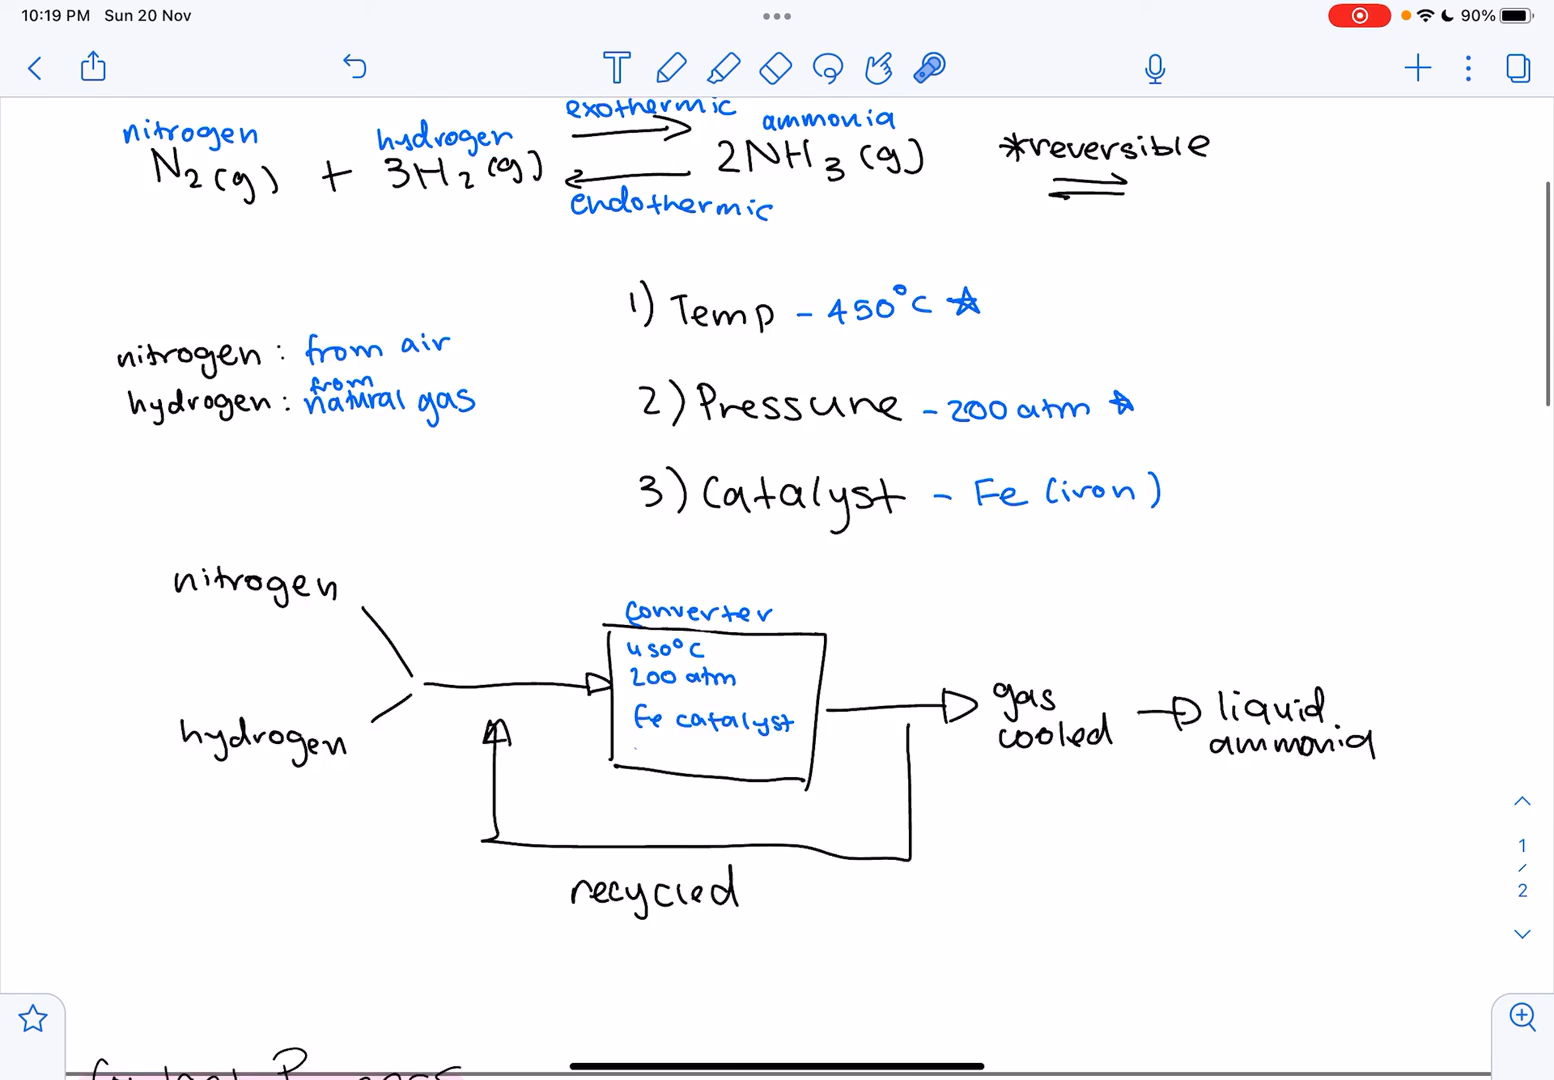 10:19 PM Sun 20 Nov
90%
exothermic
nitrogen hydrogen ammonia
N2(g) + 3H2(g) 2NH3(g) *reversible
endothermic
1) Temp - 450°C
nitrogen: from air
from
hydrogen: natural gas
2) Pressure - 200 atm
3) Catalyst - Fe (iron)
nitrogen
converter
450°C
200 atm
Fe catalyst
hydrogen
gas
cooled
liquid.
ammonia
recycled
1
/
2
Contact Process